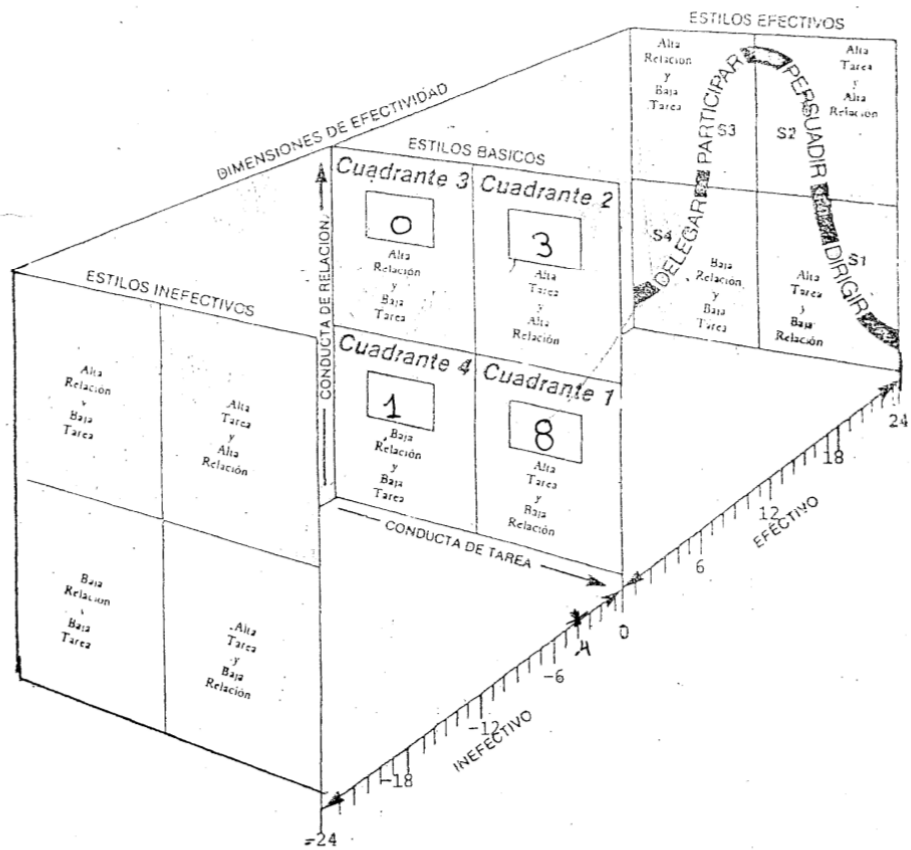 ESTILOS EFECTIVOS
Alta
Relación
y
Baja
Tarea
Alta
Tarea
y
Alta
Relación
S3
S2
PARTICIPAR
PERSUADIR
S4
DELEGAR
Baja
Relación
y
Baja
Tarea
S1
DIRIGIR
Alta
Tarea
y
Baja
Relación
DIMENSIONES DE EFECTIVIDAD
ESTILOS BASICOS
CONDUCTA DE RELACION
Cuadrante 3
0
Alta
Relación
y
Baja
Tarea
Cuadrante 2
3
Alta
Tarea
y
Alta
Relación
Cuadrante 4
1
Baja
Relación
y
Baja
Tarea
Cuadrante 1
8
Alta
Tarea
y
Baja
Relación
CONDUCTA DE TAREA
ESTILOS INEFECTIVOS
Alta
Relación
y
Baja
Tarea
Alta
Tarea
y
Alta
Relación
Baja
Relación
y
Baja
Tarea
Alta
Tarea
y
Baja
Relación
24
18
12
6
EFECTIVO
0
-4
-6
-12
-18
-24
INEFECTIVO